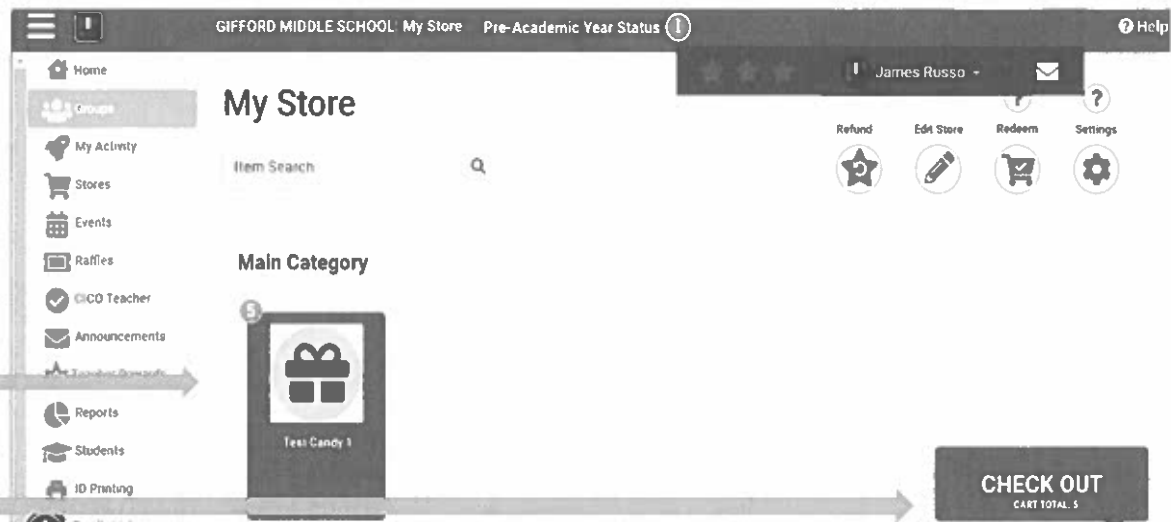 GIFFORD MIDDLE SCHOOL My Store Pre-Academic Year Status
Help
James Russo
Home
Groups
My Activity
Stores
Events
Raffles
CICO Teacher
Announcements
Teacher Rewards
Reports
Students
ID Printing
My Store
Refund
Edit Store
Redeem
Settings
Item Search
Main Category
5
Test Candy 1
CHECK OUT
CART TOTAL: 5